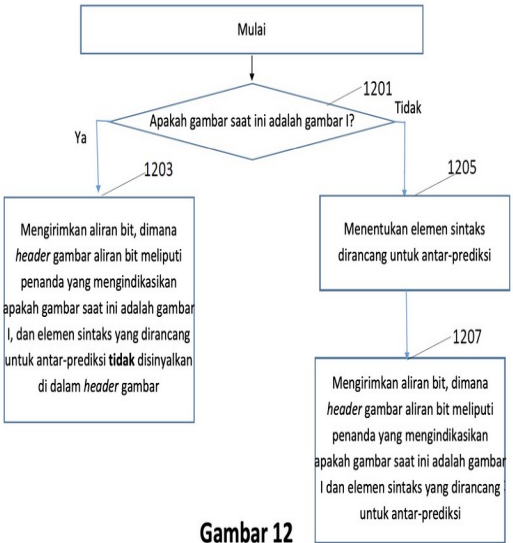 Mulai
1201
Apakah gambar saat ini adalah gambar I?
Tidak
Ya
1203
Mengirimkan aliran bit, dimana
header gambar aliran bit meliputi
penanda yang mengindikasikan
apakah gambar saat ini adalah gambar
I, dan elemen sintaks yang dirancang
untuk antar-prediksi tidak disinyalkan
di dalam header gambar
1205
Menentukan elemen sintaks
dirancang untuk antar-prediksi
1207
Mengirimkan aliran bit, dimana
header gambar aliran bit meliputi
penanda yang mengindikasikan
apakah gambar saat ini adalah gambar
I dan elemen sintaks yang dirancang
untuk antar-prediksi
Gambar 12